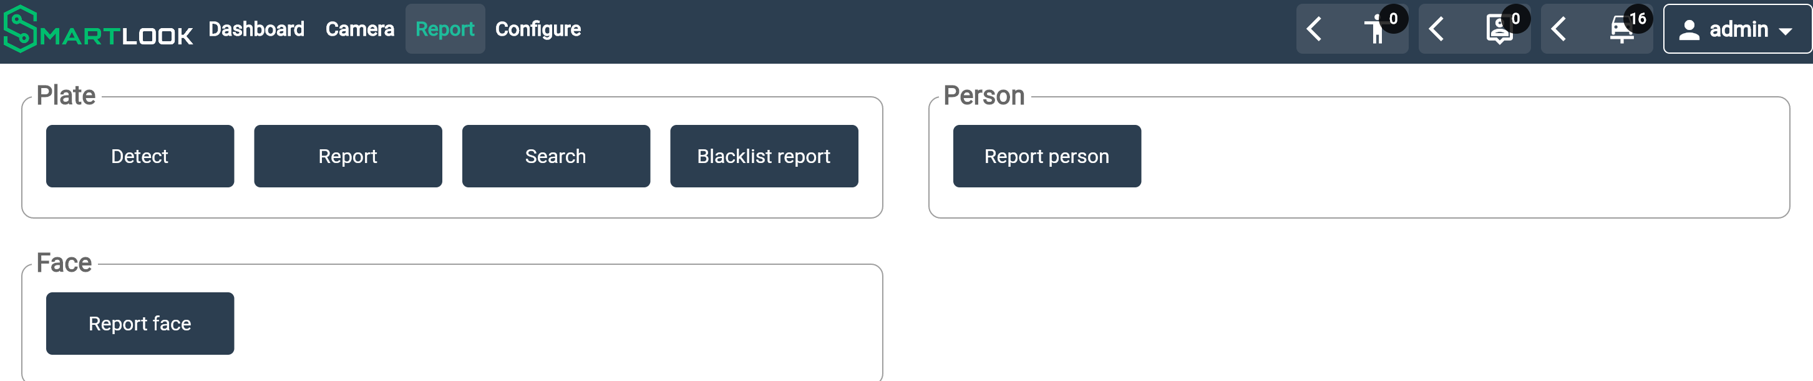 SMARTLOOK Dashboard Camera Report Configure 0 0 16 admin
Plate
Detect Report Search Blacklist report
Person
Report person
Face
Report face